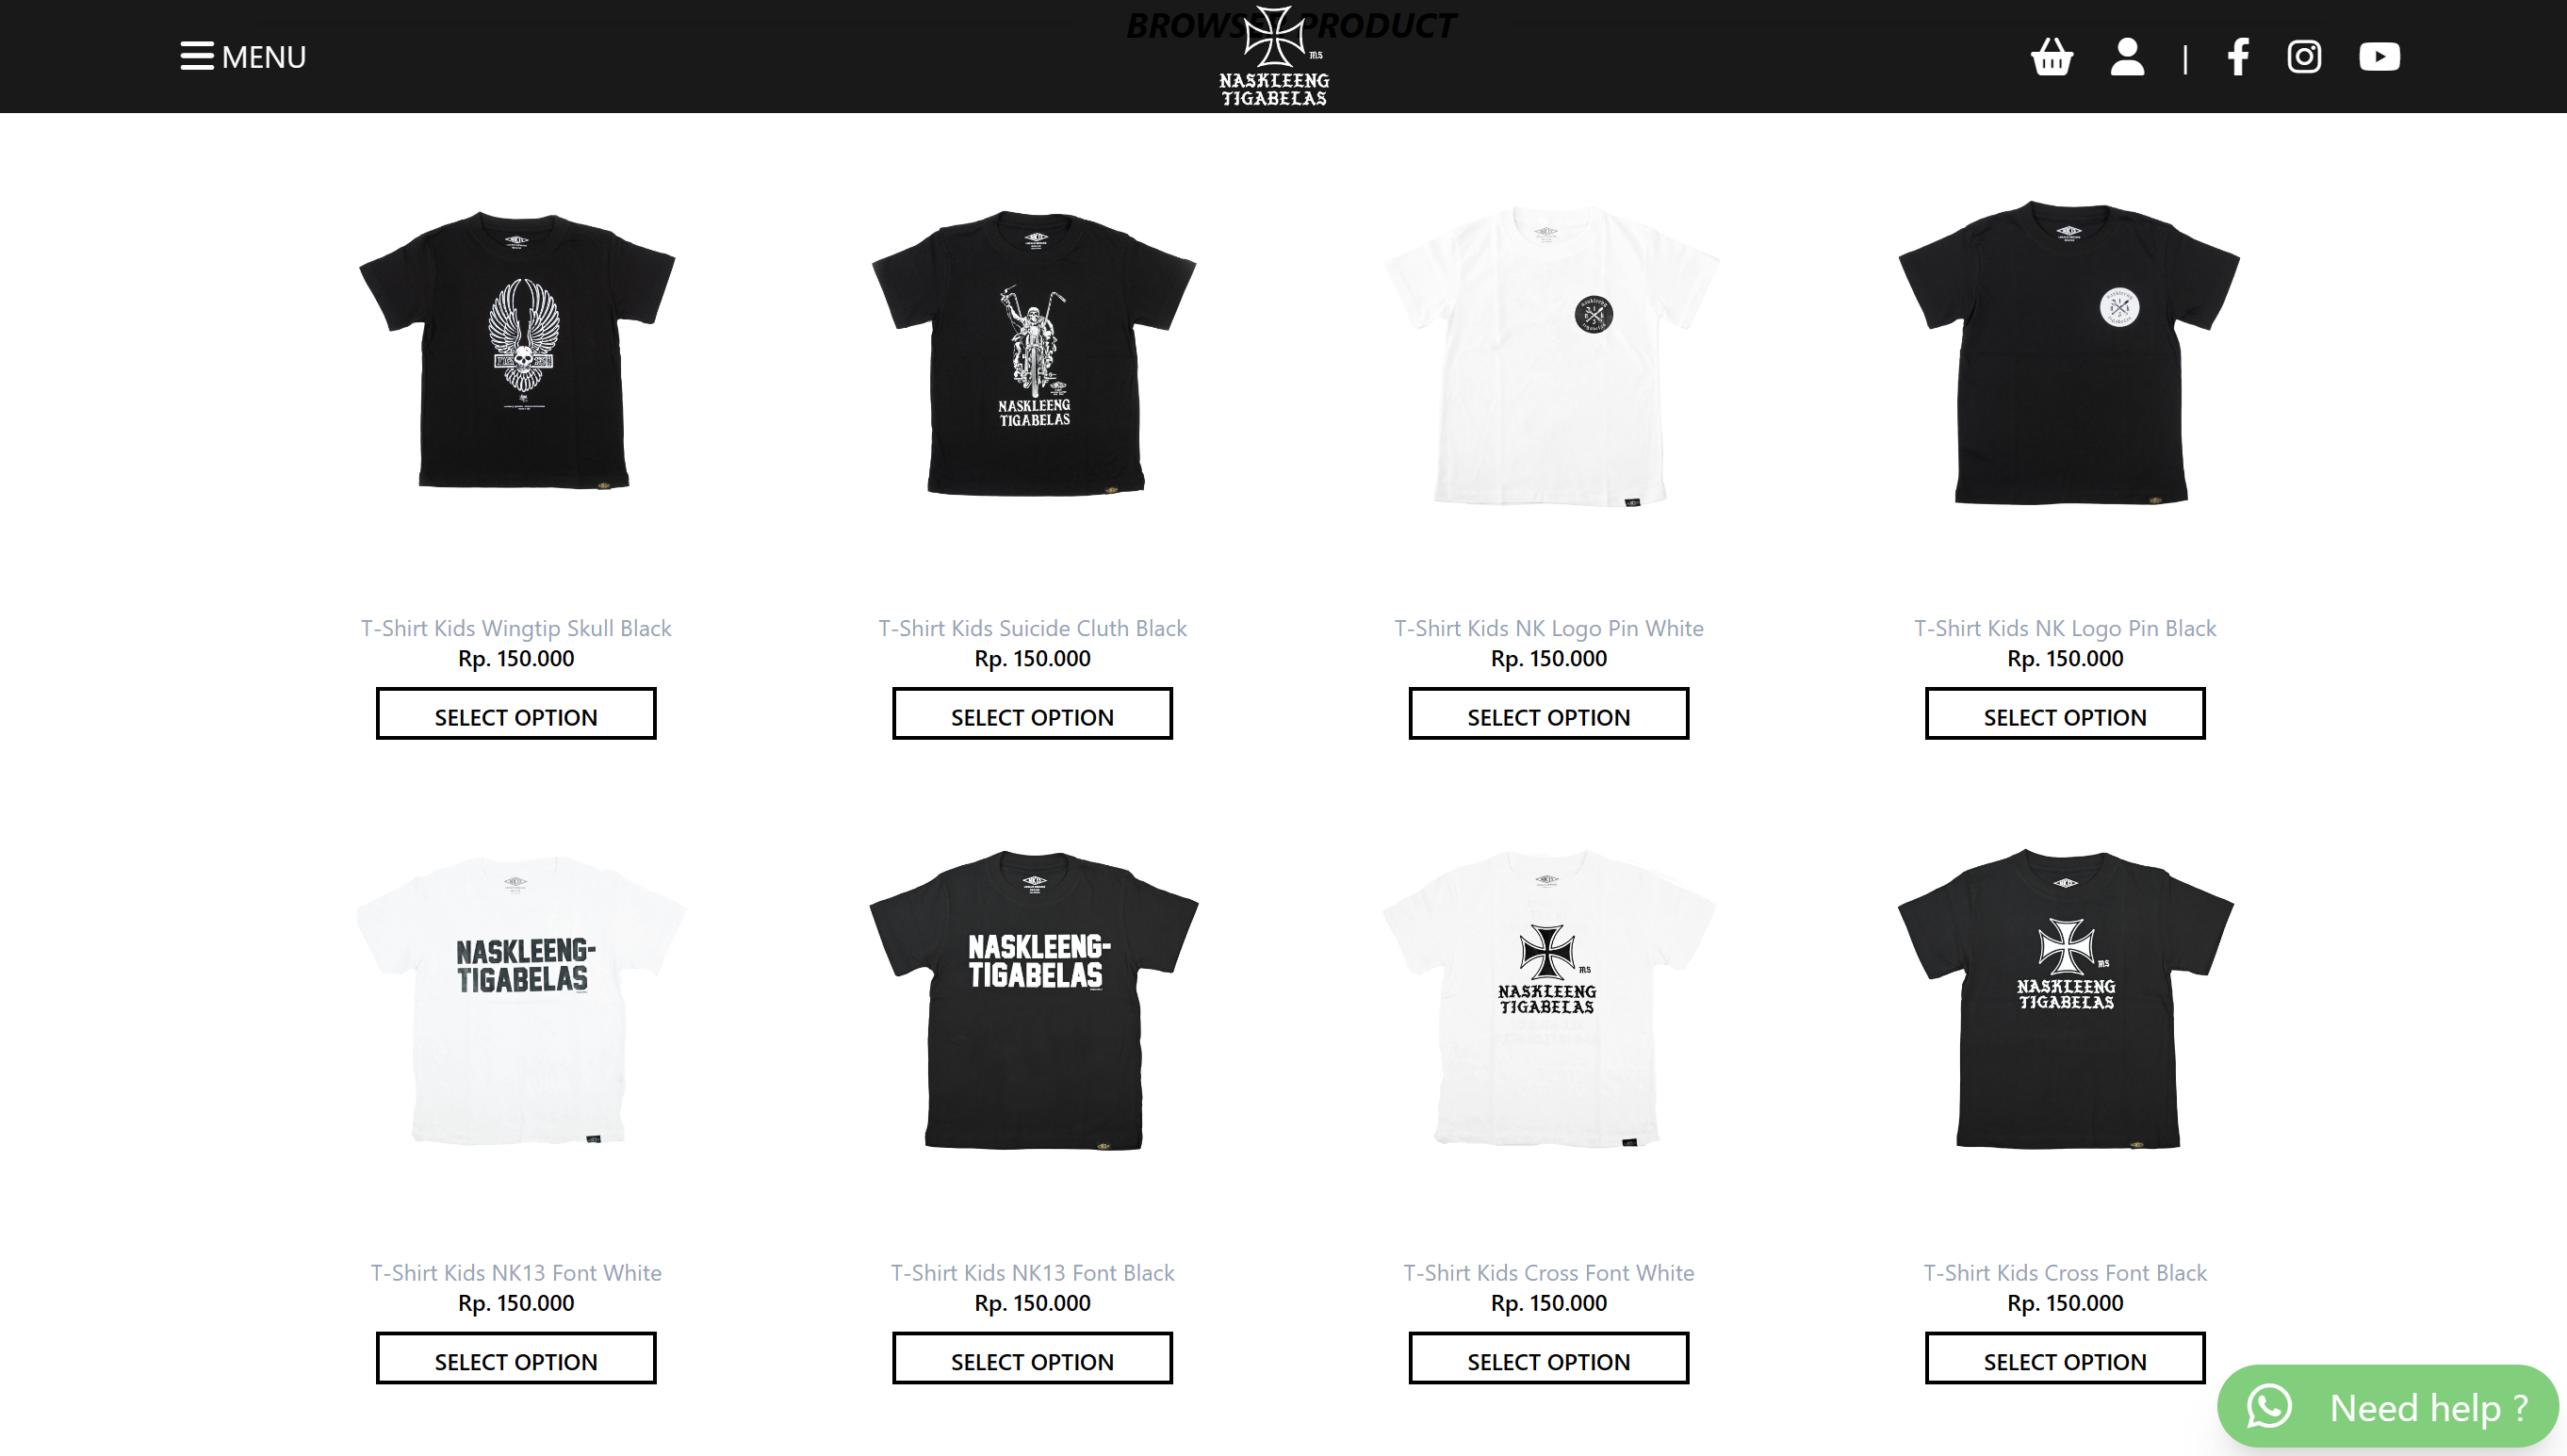 BROWSE PRODUCT
MENU
M.S
NASKLEENG
TIGABELAS
|
NASKLEENG
TIGABELAS
T-Shirt Kids Wingtip Skull Black
T-Shirt Kids Suicide Cluth Black
T-Shirt Kids NK Logo Pin White
T-Shirt Kids NK Logo Pin Black
Rp. 150.000
Rp. 150.000
Rp. 150.000
Rp. 150.000
SELECT OPTION
SELECT OPTION
SELECT OPTION
SELECT OPTION
NASKLEENG-
TIGABELAS
NASKLEENG-
TIGABELAS
M.S
NASKLEENG
TIGABELAS
M.S
NASKLEENG
TIGABELAS
T-Shirt Kids NK13 Font White
T-Shirt Kids NK13 Font Black
T-Shirt Kids Cross Font White
T-Shirt Kids Cross Font Black
Rp. 150.000
Rp. 150.000
Rp. 150.000
Rp. 150.000
SELECT OPTION
SELECT OPTION
SELECT OPTION
SELECT OPTION
Need help ?